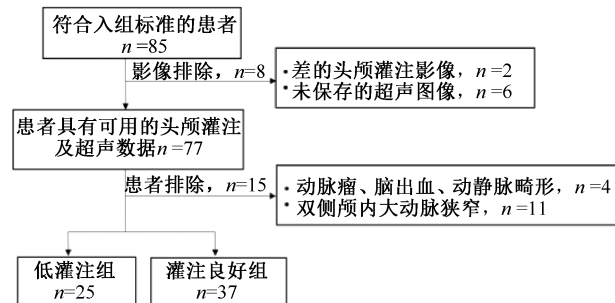 符合入组标准的患者
n=85
影像排除，n=8
·差的头颅灌注影像，n=2
·未保存的超声图像，n=6
患者具有可用的头颅灌注
及超声数据n=77
患者排除，n=15
·动脉瘤、脑出血、动静脉畸形，n=4
·双侧颅内大动脉狭窄，n=11
低灌注组
n=25
灌注良好组
n=37